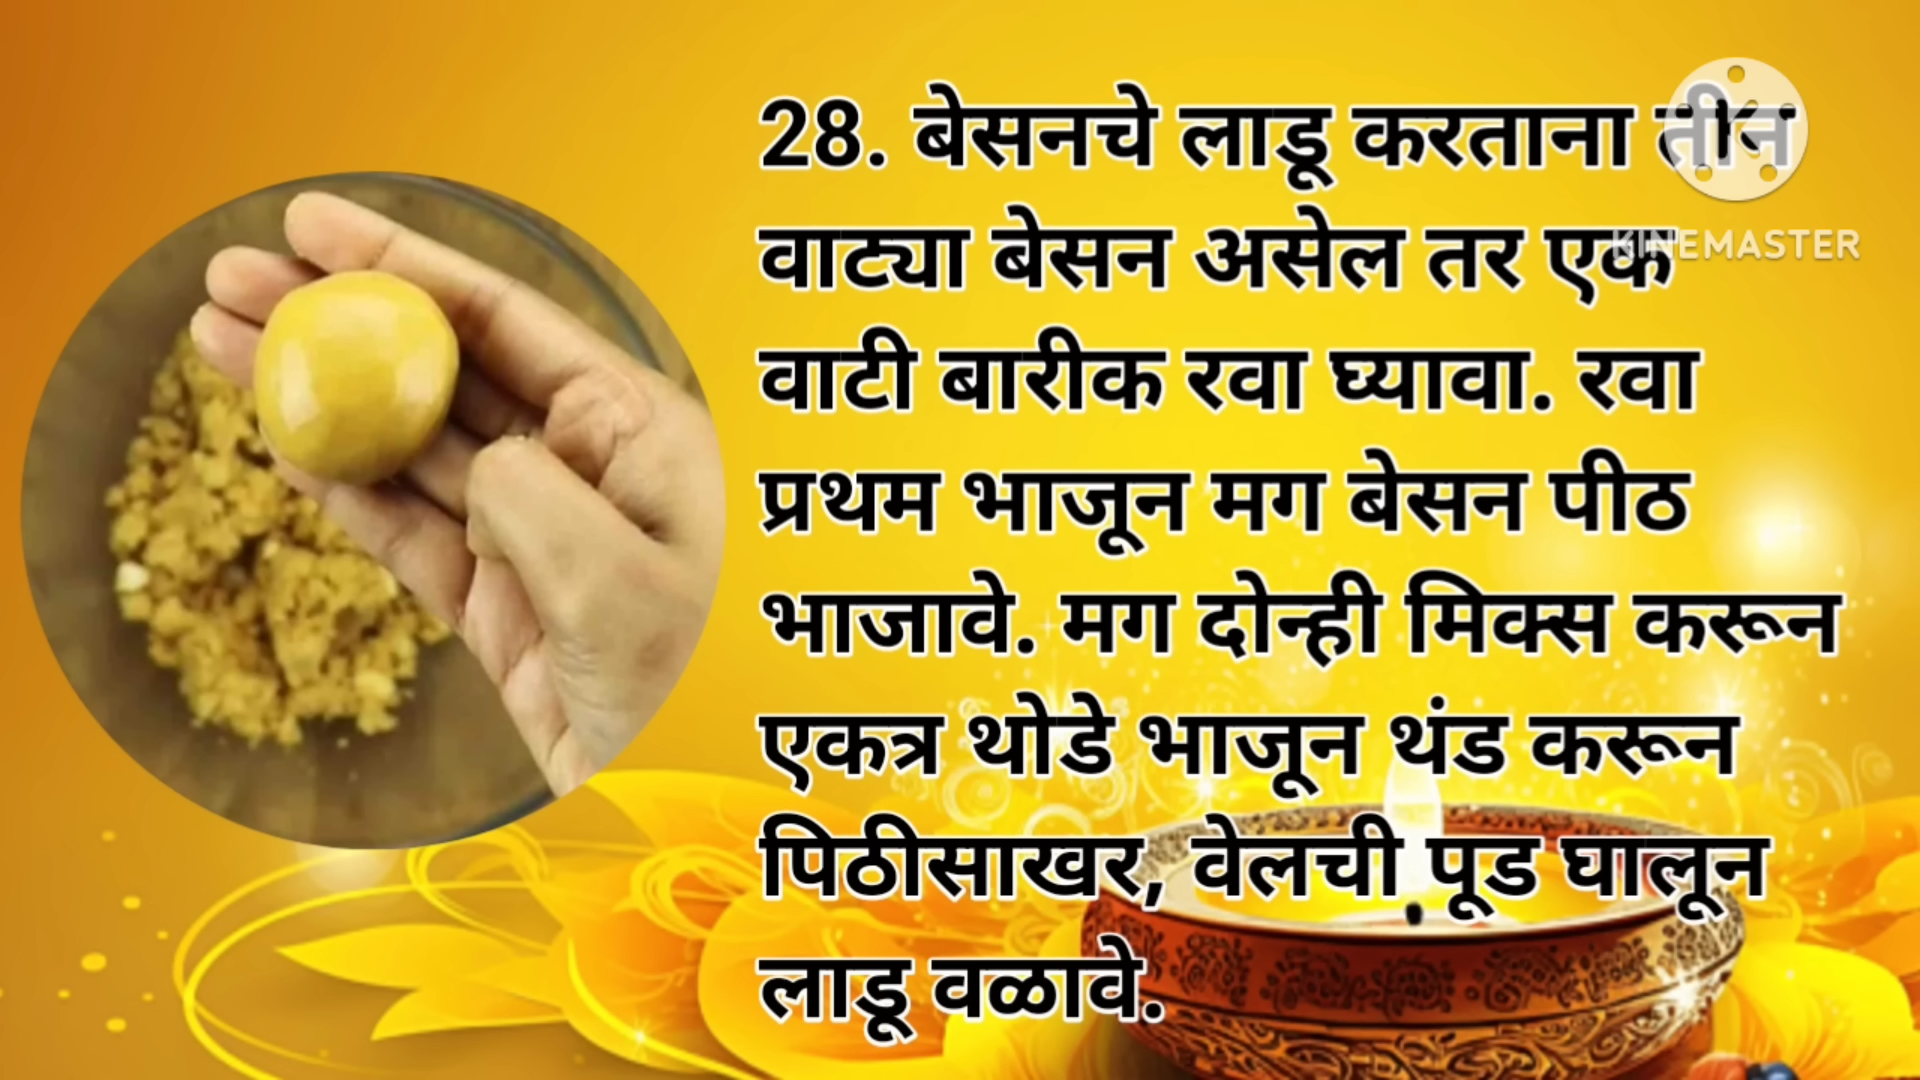 28. बेसनचे लाडू करताना तीन
वाट्या बेसन असेल तर एक
वाटी बारीक रवा घ्यावा. रवा
प्रथम भाजून मग बेसन पीठ
भाजावे. मग दोन्ही मिक्स करून
एकत्र थोडे भाजून थंड करून
पिठीसाखर, वेलची पूड घालून
लाडू वळावे.
KINEMASTER